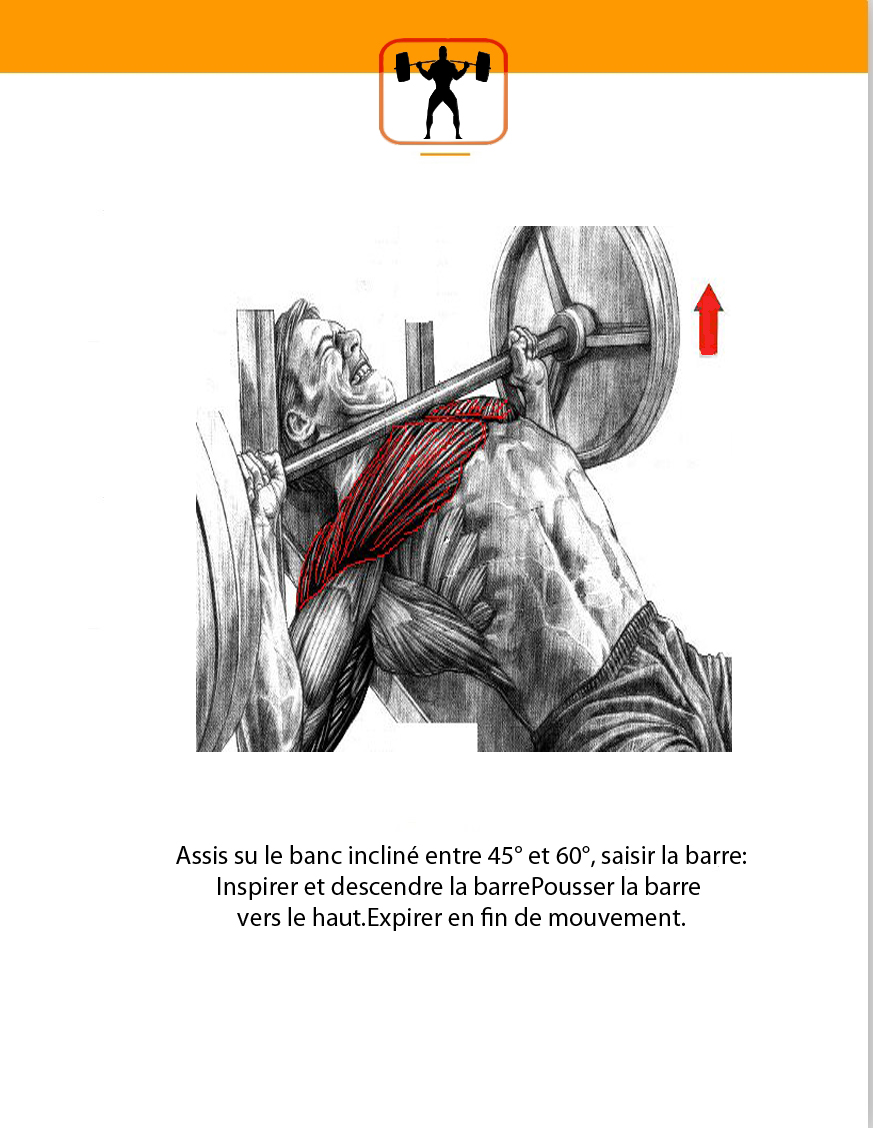 Assis su le banc incliné entre 45° et 60°, saisir la barre:
Inspirer et descendre la barrePousser la barre
vers le haut.Expirer en fin de mouvement.